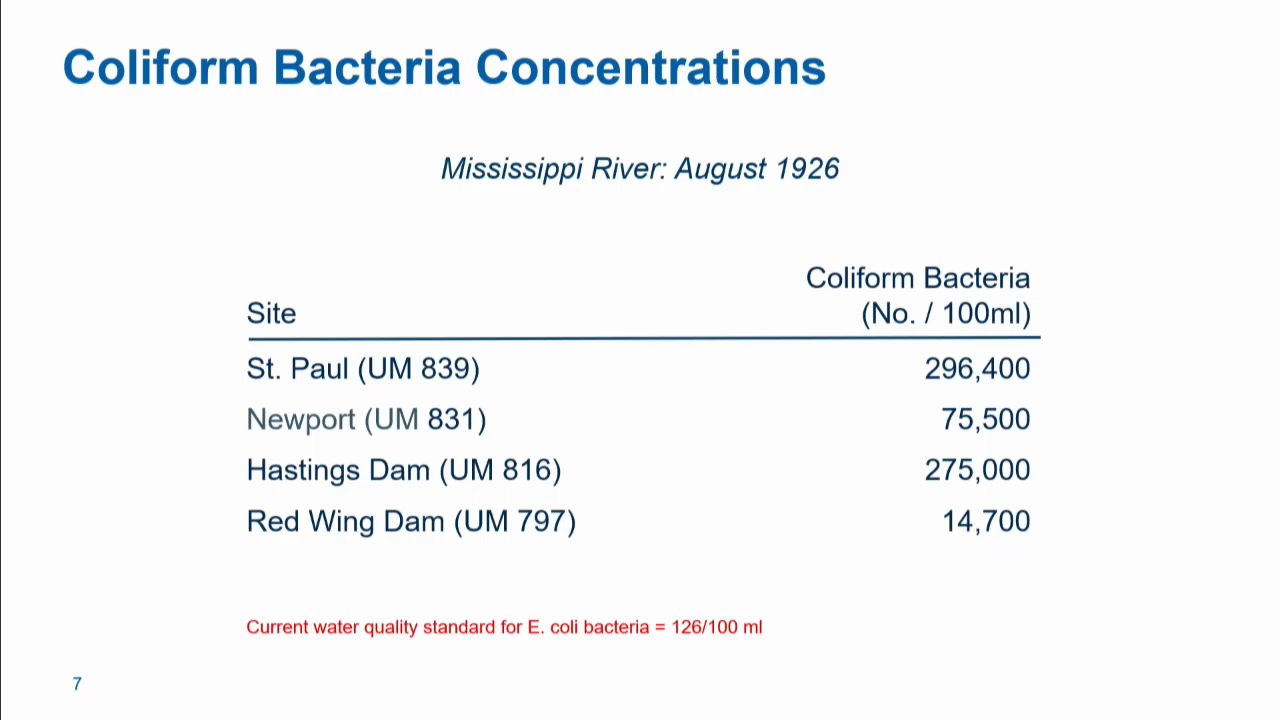 Coliform Bacteria Concentrations
Mississippi River: August 1926
Coliform Bacteria
Site (No. / 100ml)
St. Paul (UM 839) 296,400
Newport (UM 831) 75,500
Hastings Dam (UM 816) 275,000
Red Wing Dam (UM 797) 14,700
Current water quality standard for E. coli bacteria = 126/100 ml
7